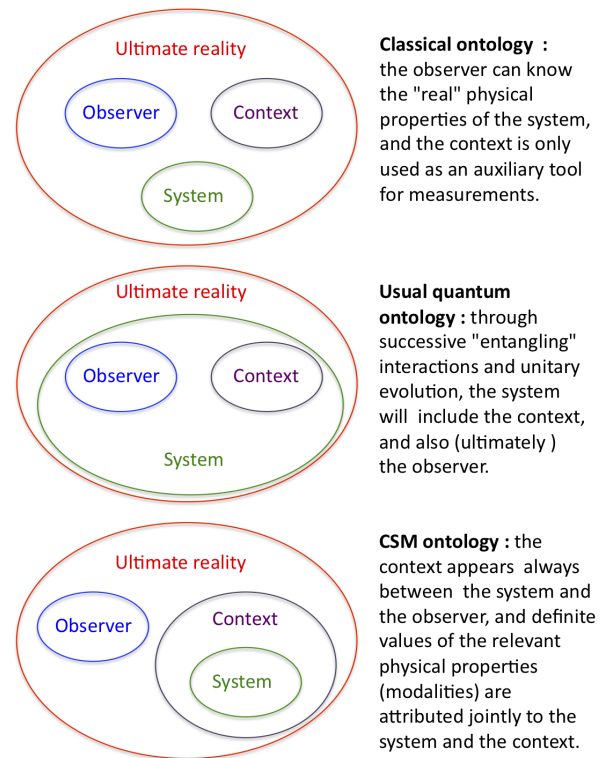 Ultimate reality
Observer
Context
System
Classical ontology :
the observer can know
the "real" physical
properties of the system,
and the context is only
used as an auxiliary tool
for measurements.
Ultimate reality
Observer
Context
System
Usual quantum
ontology : through
successive "entangling"
interactions and unitary
evolution, the system
will include the context,
and also (ultimately )
the observer.
Ultimate reality
Observer
Context
System
CSM ontology : the
context appears always
between the system and
the observer, and definite
values of the relevant
physical properties
(modalities) are
attributed jointly to the
system and the context.